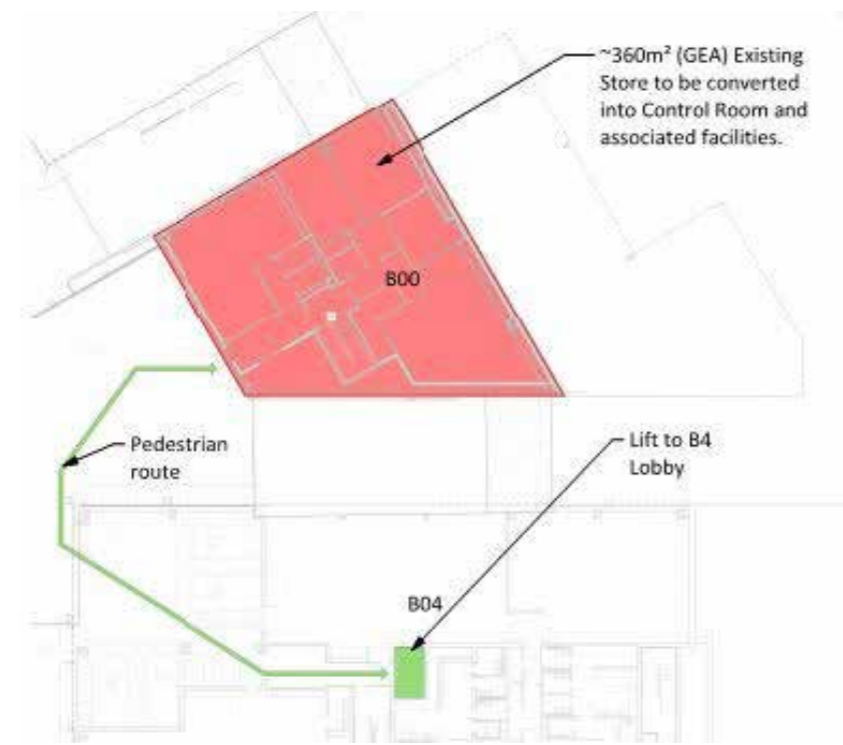 ~360m² (GEA) Existing
Store to be converted
into Control Room and
associated facilities.
B00
Pedestrian
route
Lift to B4
Lobby
B04